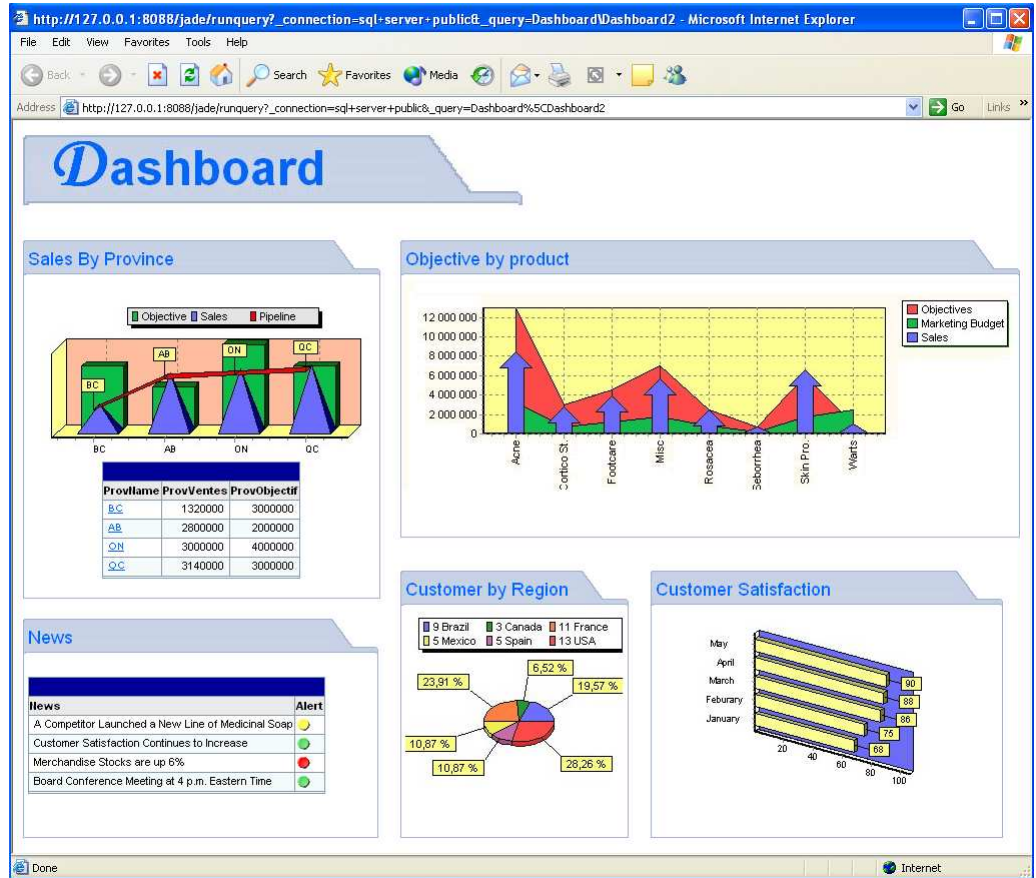 http://127.0.0.1:8088/jade/runquery?_connection=sql+server+public&_query=Dashboard\Dashboard2 - Microsoft Internet Explorer
File Edit View Favorites Tools Help
Back Search Favorites Media
Address http://127.0.0.1:8088/jade/runquery?_connection=sql+server+public&_query=Dashboard%5CDashboard2 Go Links »
Dashboard
Sales By Province
Objective Sales Pipeline
BC AB ON QC
BC AB ON QC
ProvName ProvVentes ProvObjectif
BC 1320000 3000000
AB 2800000 2000000
ON 3000000 4000000
QC 3140000 3000000
Objective by product
12 000 000
10 000 000
8 000 000
6 000 000
4 000 000
2 000 000
0
Acne
Cortico St.
Footcare
Misc
Rosacea
Seborrhea
Skin Pro.
Warts
Objectives
Marketing Budget
Sales
News
News Alert
A Competitor Launched a New Line of Medicinal Soap
Customer Satisfaction Continues to Increase
Merchandise Stocks are up 6%
Board Conference Meeting at 4 p.m. Eastern Time
Customer by Region
9 Brazil 3 Canada 11 France
5 Mexico 5 Spain 13 USA
6,52 %
23,91 % 19,57 %
10,87 %
10,87 % 28,26 %
Customer Satisfaction
May 90
April 88
March 86
Feburary 75
January 68
20 40 60 80 100
Done Internet